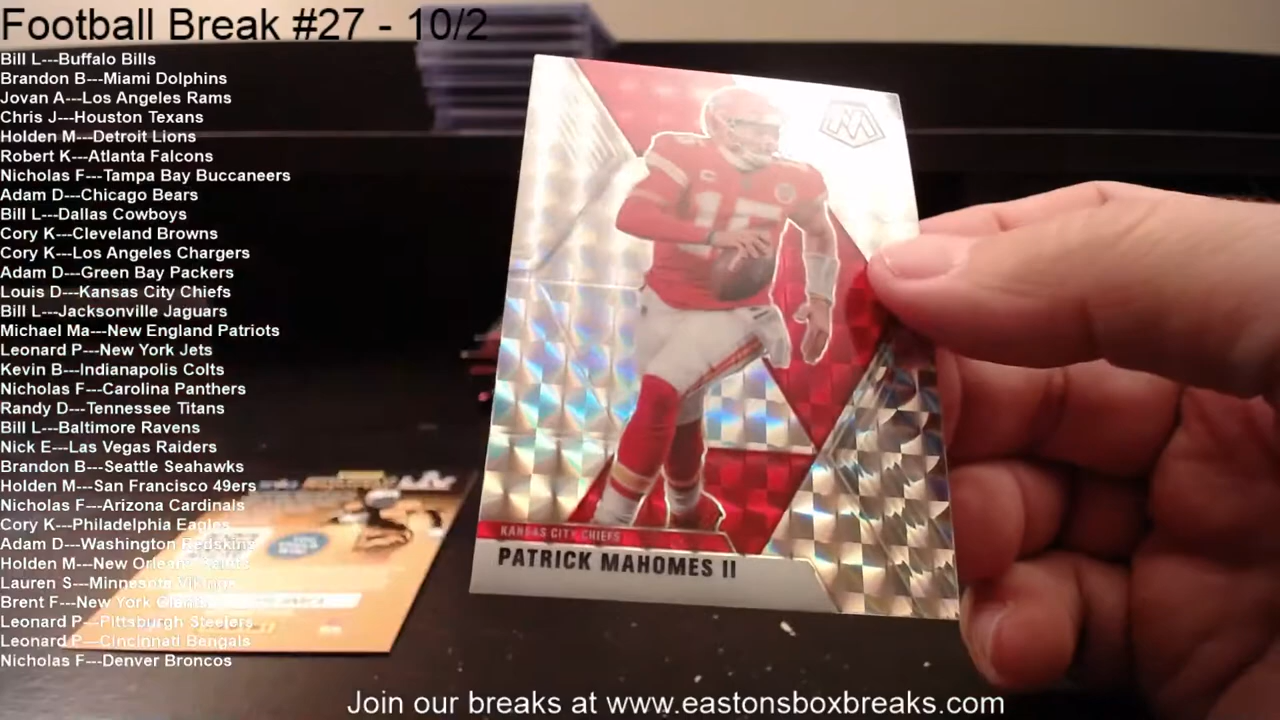 Football Break #27 - 10/2
Bill L---Buffalo Bills
Brandon B---Miami Dolphins
Jovan A---Los Angeles Rams
Chris J---Houston Texans
Holden M---Detroit Lions
Robert K---Atlanta Falcons
Nicholas F---Tampa Bay Buccaneers
Adam D---Chicago Bears
Bill L---Dallas Cowboys
Cory K---Cleveland Browns
Cory K---Los Angeles Chargers
Adam D---Green Bay Packers
Louis D---Kansas City Chiefs
Bill L---Jacksonville Jaguars
Michael Ma---New England Patriots
Leonard P---New York Jets
Kevin B---Indianapolis Colts
Nicholas F---Carolina Panthers
Randy D---Tennessee Titans
Bill L---Baltimore Ravens
Nick E---Las Vegas Raiders
Brandon B---Seattle Seahawks
Holden M---San Francisco 49ers
Nicholas F---Arizona Cardinals
Cory K---Philadelphia Eagles
Adam D---Washington Redskins
Holden M---New Orleans Saints
Lauren S---Minnesota Vikings
Brent F---New York Giants
Leonard P---Pittsburgh Steelers
Leonard P---Cincinnati Bengals
Nicholas F---Denver Broncos
M
15
KANSAS CITY CHIEFS
PATRICK MAHOMES II
Join our breaks at www.eastonsboxbreaks.com